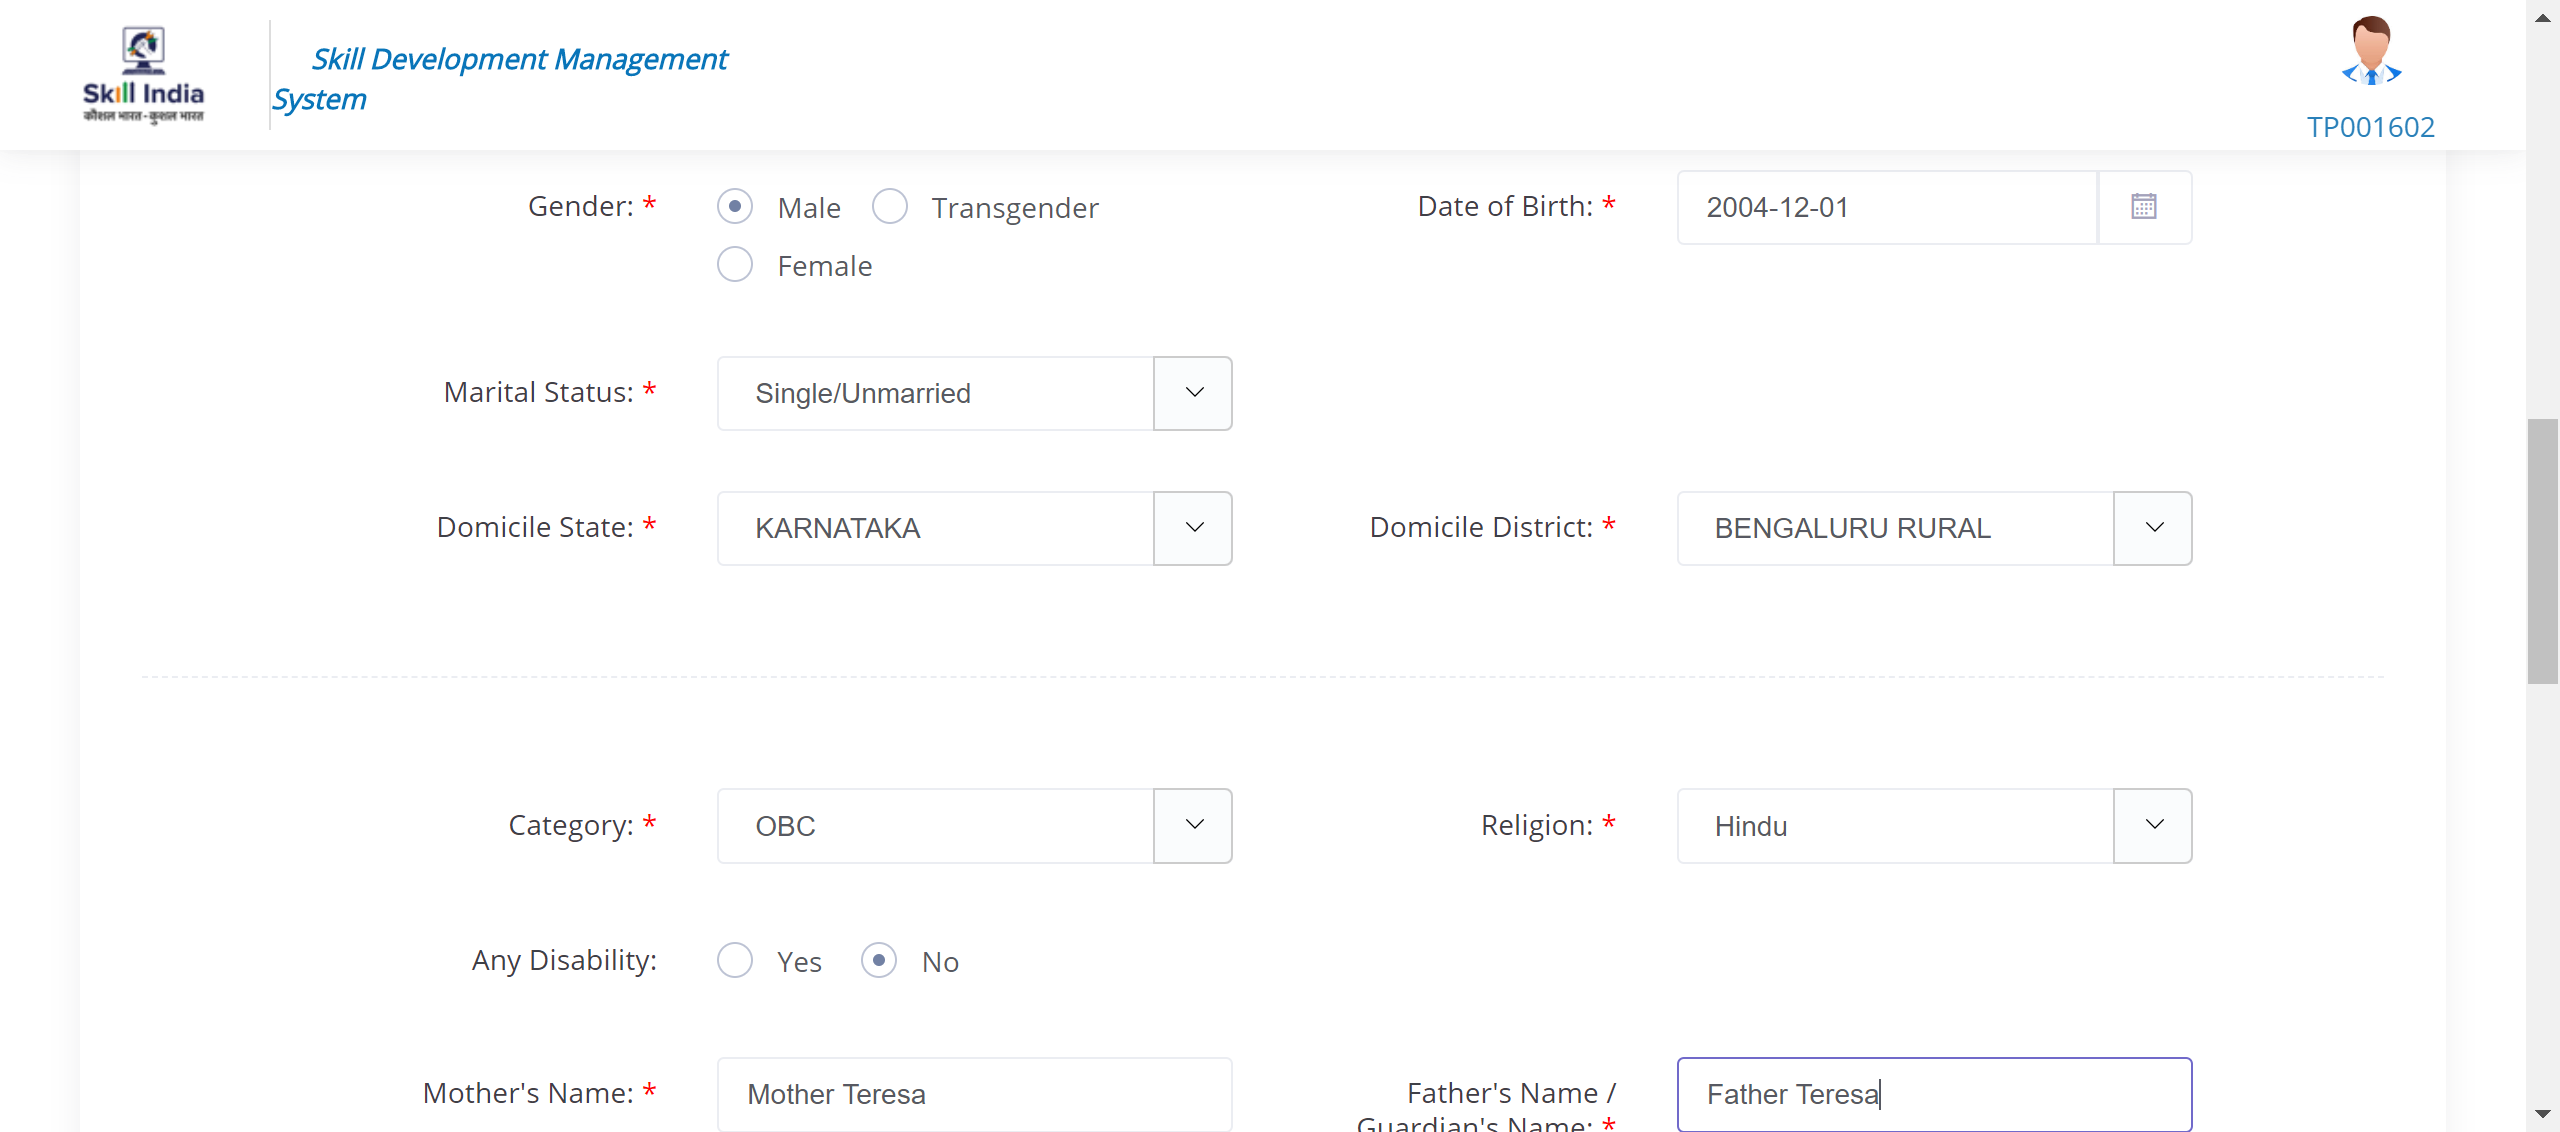 Skill India
कौशल भारत - कुशल भारत
Skill Development Management
System
TP001602
Gender: * Male Transgender
Female
Date of Birth: * 2004-12-01
Marital Status: * Single/Unmarried
Domicile State: * KARNATAKA
Domicile District: * BENGALURU RURAL
Category: * OBC
Religion: * Hindu
Any Disability: Yes No
Mother's Name: * Mother Teresa
Father's Name /
Guardian's Name: * Father Teresa